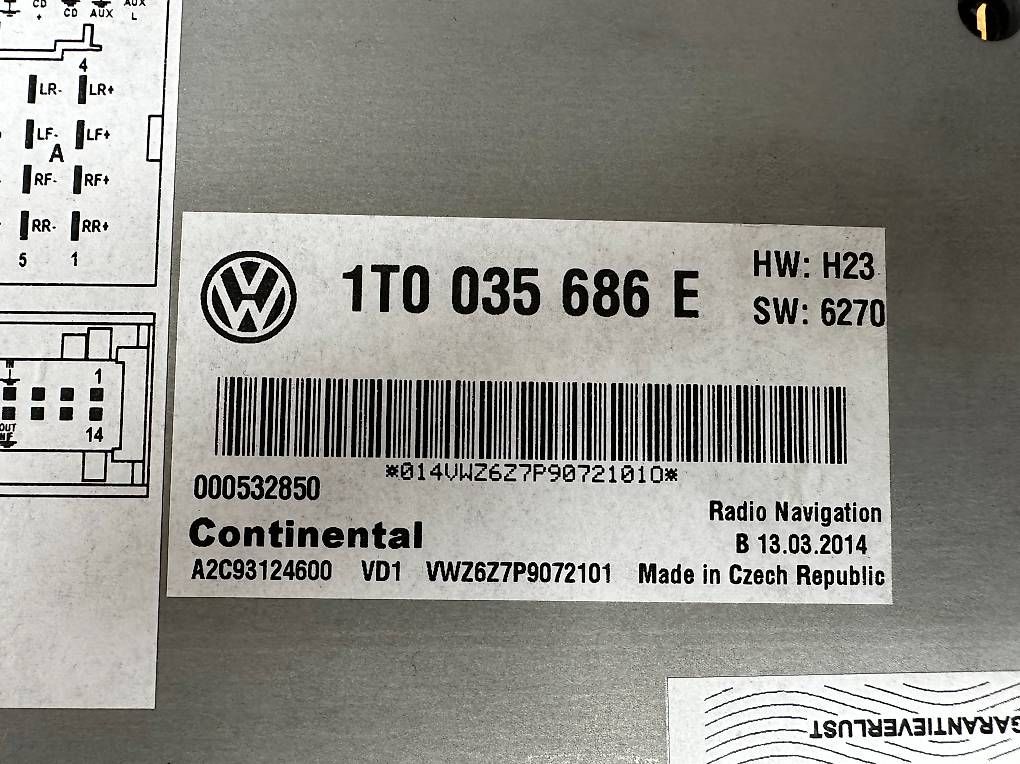 CD + CD AUX AUX L
4
LR- LR+
LF- LF+
A
RF- RF+
RR- RR+
5 1
IN
1
OUT
14
1T0 035 686 E
HW: H23
SW: 6270
*014VWZ6Z7P9072101O*
000532850
Continental
Radio Navigation
B 13.03.2014
A2C93124600 VD1 VWZ6Z7P9072101 Made in Czech Republic
GARANTIEVERLUST